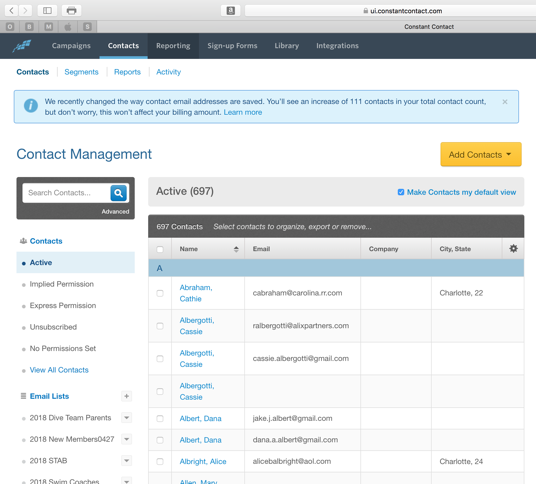 ui.constantcontact.com
Constant Contact
Campaigns Contacts Reporting Sign-up Forms Library Integrations
Contacts Segments Reports Activity
We recently changed the way contact email addresses are saved. You'll see an increase of 111 contacts in your total contact count,
but don't worry, this won't affect your billing amount. Learn more
Contact Management
Add Contacts
Search Contacts...
Advanced
Contacts
Active
Implied Permission
Express Permission
Unsubscribed
No Permissions Set
View All Contacts
Email Lists
2018 Dive Team Parents
2018 New Members0427
2018 STAB
2018 Swim Coaches
Active (697)
Make Contacts my default view
697 Contacts Select contacts to organize, export or remove...
Name Email Company City, State
A
Abraham,
Cathie
cabraham@carolina.rr.com Charlotte, 22
Albergotti,
Cassie
ralbergotti@alixpartners.com
Albergotti,
Cassie
cassie.albergotti@gmail.com
Albergotti,
Cassie
Albert, Dana jake.j.albert@gmail.com
Albert, Dana dana.a.albert@gmail.com
Albright, Alice alicebalbright@aol.com Charlotte, 24
Allen, Mary